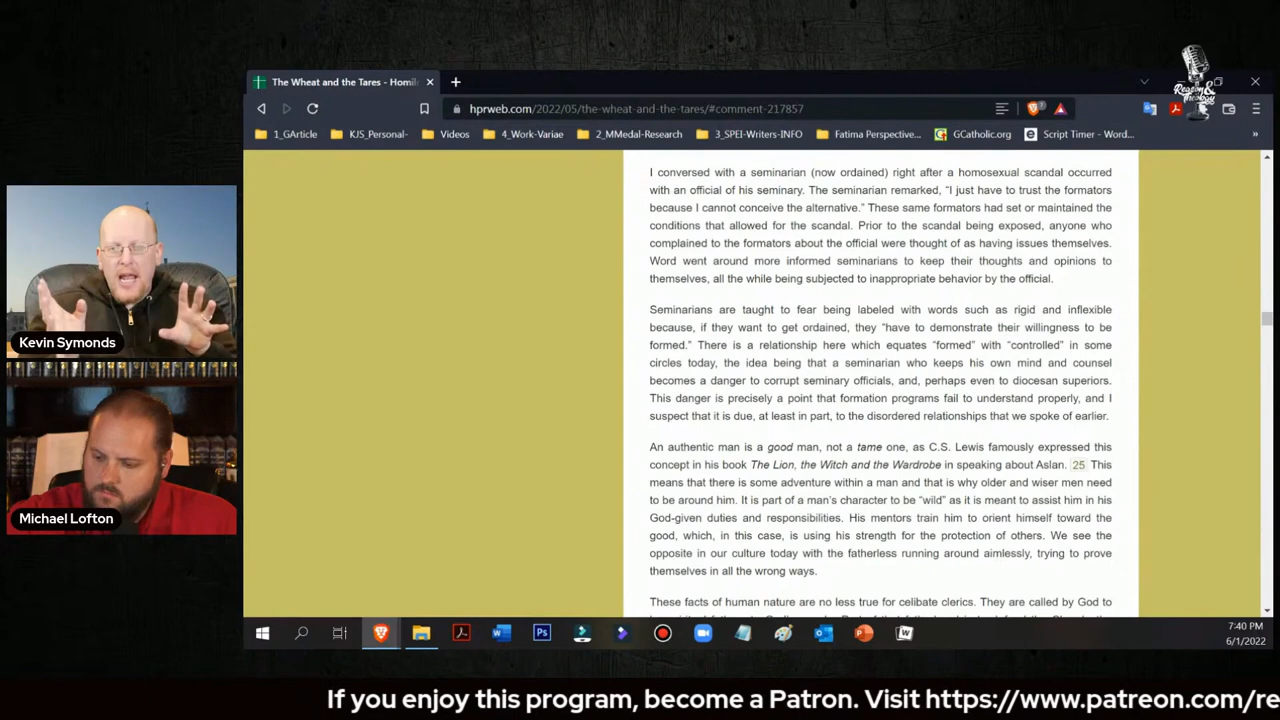 The Wheat and the Tares - Homil
Reason &
Theology
hprweb.com/2022/05/the-wheat-and-the-tares/#comment-217857
1_GArticle KJS_Personal- Videos 4_Work-Variae 2_MMedal-Research 3_SPEI-Writers-INFO Fatima Perspective... GCatholic.org Script Timer - Word...
I conversed with a seminarian (now ordained) right after a homosexual scandal occurred
with an official of his seminary. The seminarian remarked, “I just have to trust the formators
because I cannot conceive the alternative.” These same formators had set or maintained the
conditions that allowed for the scandal. Prior to the scandal being exposed, anyone who
complained to the formators about the official were thought of as having issues themselves.
Word went around more informed seminarians to keep their thoughts and opinions to
themselves, all the while being subjected to inappropriate behavior by the official.
Seminarians are taught to fear being labeled with words such as rigid and inflexible
because, if they want to get ordained, they “have to demonstrate their willingness to be
formed.” There is a relationship here which equates “formed” with “controlled” in some
circles today, the idea being that a seminarian who keeps his own mind and counsel
becomes a danger to corrupt seminary officials, and, perhaps even to diocesan superiors.
This danger is precisely a point that formation programs fail to understand properly, and I
suspect that it is due, at least in part, to the disordered relationships that we spoke of earlier.
An authentic man is a good man, not a tame one, as C.S. Lewis famously expressed this
concept in his book The Lion, the Witch and the Wardrobe in speaking about Aslan. 25 This
means that there is some adventure within a man and that is why older and wiser men need
to be around him. It is part of a man’s character to be “wild” as it is meant to assist him in his
God-given duties and responsibilities. His mentors train him to orient himself toward the
good, which, in this case, is using his strength for the protection of others. We see the
opposite in our culture today with the fatherless running around aimlessly, trying to prove
themselves in all the wrong ways.
These facts of human nature are no less true for celibate clerics. They are called by God to
Kevin Symonds
Michael Lofton
7:40 PM
6/1/2022
If you enjoy this program, become a Patron. Visit https://www.patreon.com/re